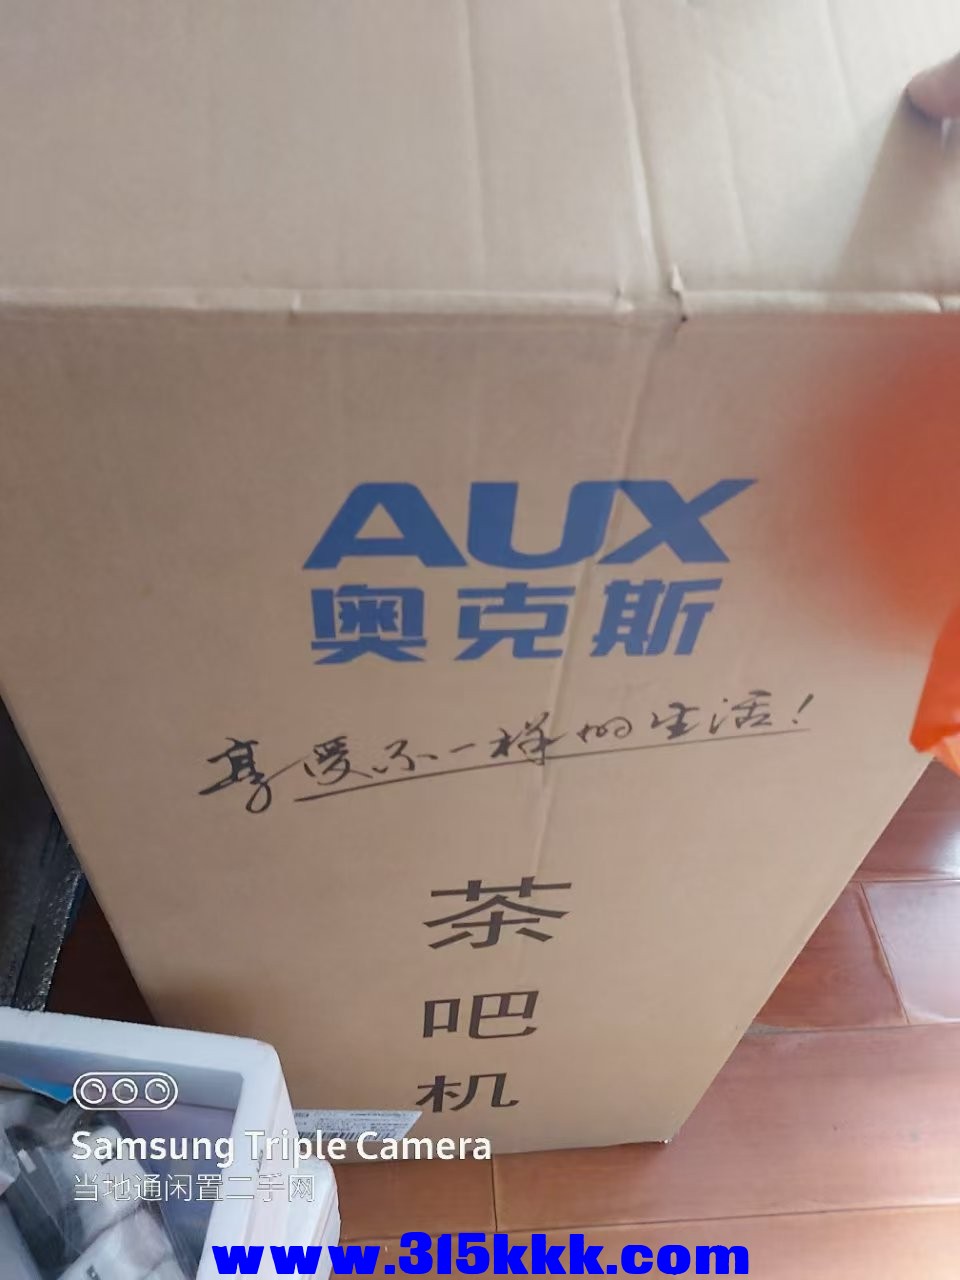 AUX
奥克斯
享受不一样的生活!
茶
吧
机
Samsung Triple Camera
当地通闲置二手网
www.315kkk.com